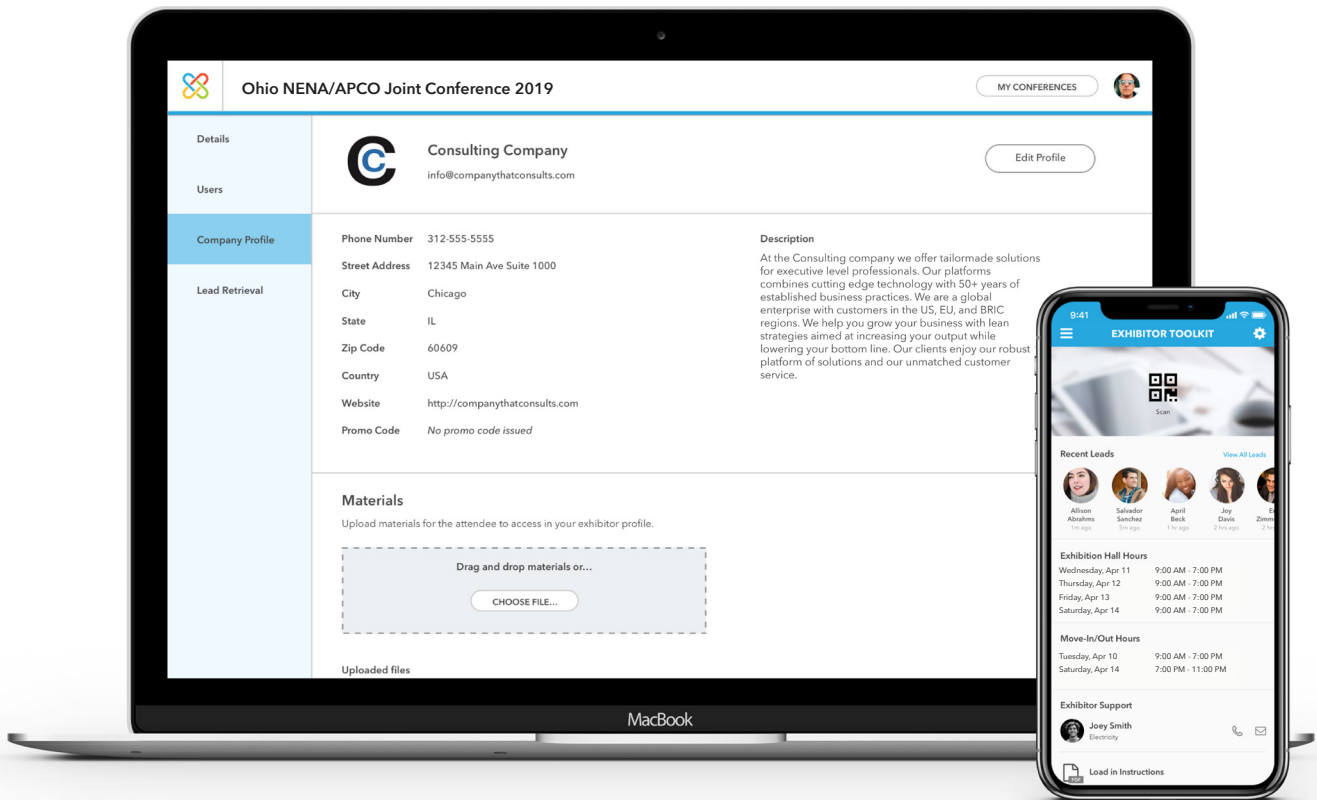 Ohio NENA/APCO Joint Conference 2019
MY CONFERENCES
Details
Users
Company Profile
Lead Retrieval
C
C
Consulting Company
info@companythatconsults.com
Edit Profile
Phone Number 312-555-5555
Street Address 12345 Main Ave Suite 1000
City Chicago
State IL
Zip Code 60609
Country USA
Website http://companythatconsults.com
Promo Code No promo code issued
Description
At the Consulting company we offer tailormade solutions
for executive level professionals. Our platforms
combines cutting edge technology with 50+ years of
established business practices. We are a global
enterprise with customers in the US, EU, and BRIC
regions. We help you grow your business with lean
strategies aimed at increasing your output while
lowering your bottom line. Our clients enjoy our robust
platform of solutions and our unmatched customer
service.
Materials
Upload materials for the attendee to access in your exhibitor profile.
Drag and drop materials or...
CHOOSE FILE...
Uploaded files
MacBook
9:41
EXHIBITOR TOOLKIT
Scan
Recent Leads View All Leads
Allison Abrahms
1m ago
Salvador Sanchez
5m ago
April Beck
1 hr ago
Joy Davis
2 hrs ago
Exhibition Hall Hours
Wednesday, Apr 11 9:00 AM - 7:00 PM
Thursday, Apr 12 9:00 AM - 7:00 PM
Friday, Apr 13 9:00 AM - 7:00 PM
Saturday, Apr 14 9:00 AM - 7:00 PM
Move-In/Out Hours
Tuesday, Apr 10 9:00 AM - 7:00 PM
Saturday, Apr 14 7:00 PM - 11:00 PM
Exhibitor Support
Joey Smith
Electricity
PDF
Load in Instructions